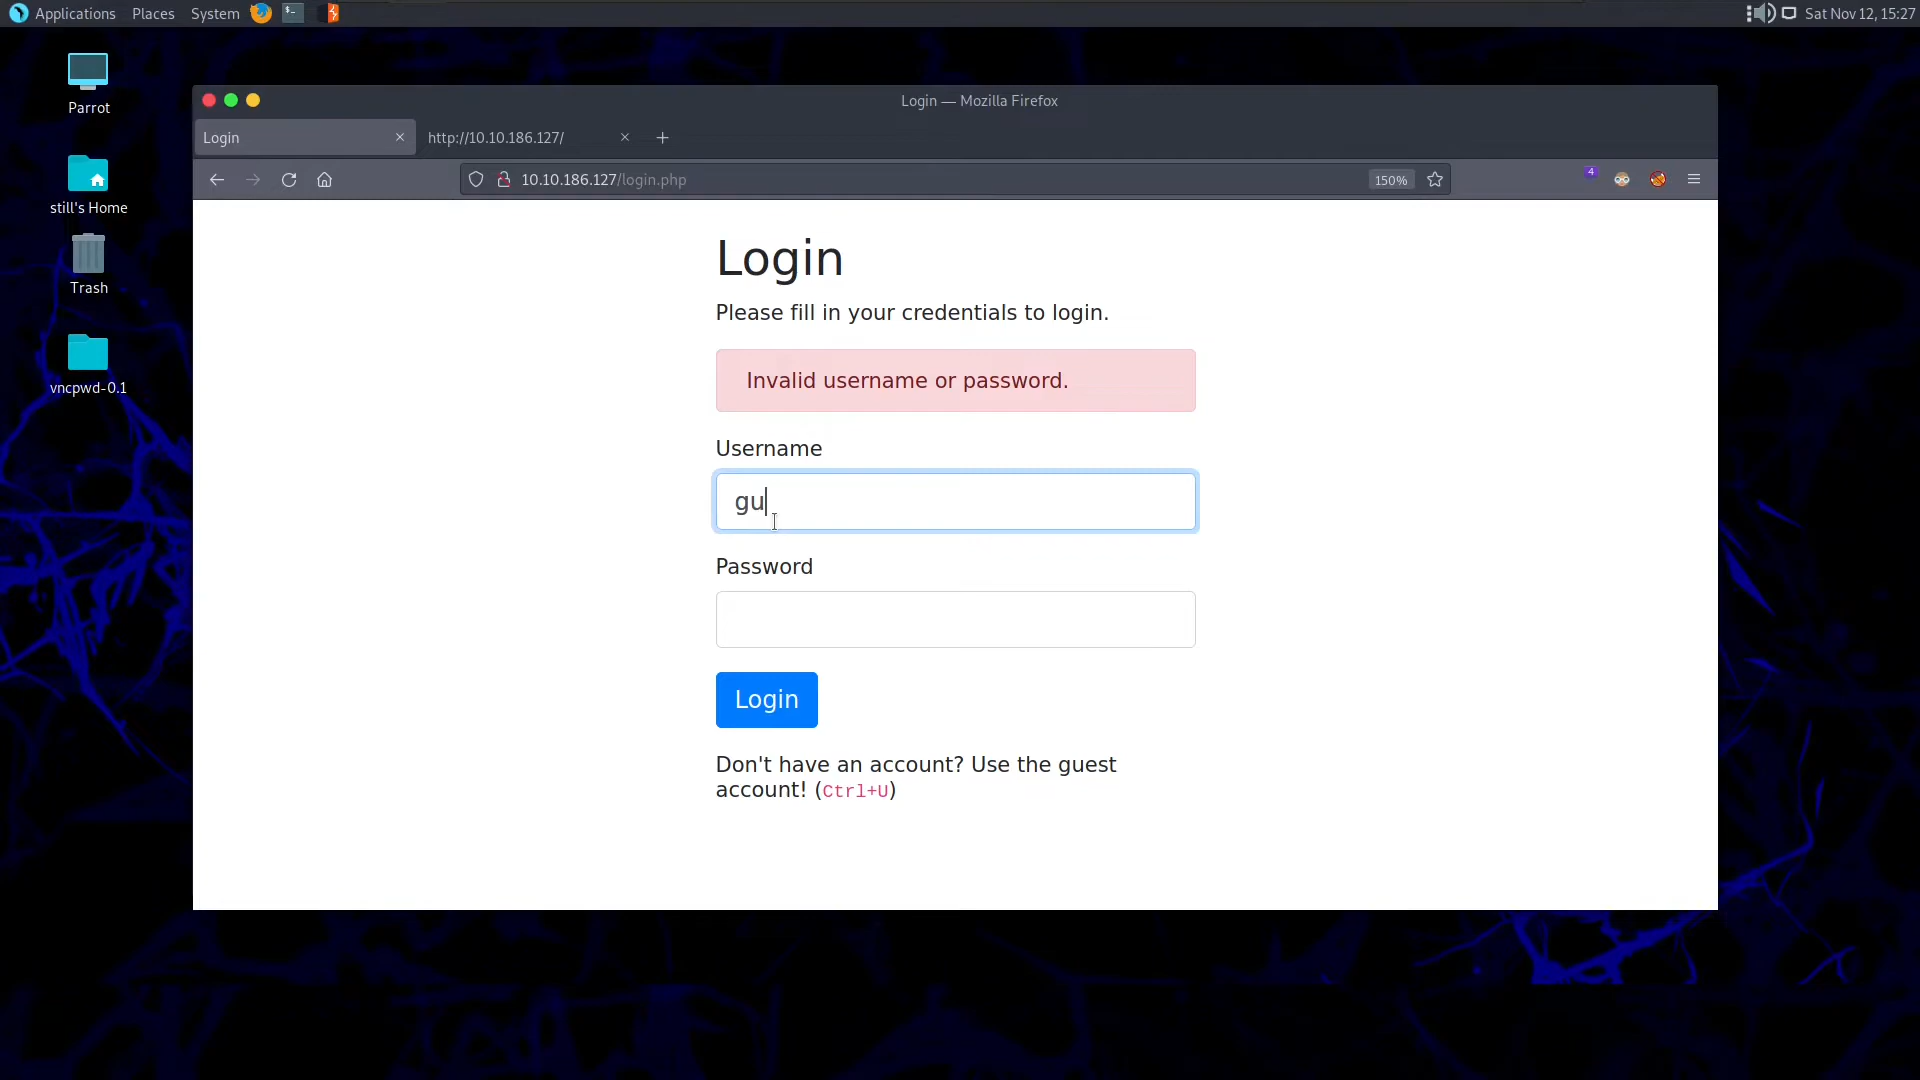 Applications Places System Sat Nov 12, 15:27
Parrot
still's Home
Trash
vncpwd-0.1
Login — Mozilla Firefox
Login × http://10.10.186.127/ × +
10.10.186.127/login.php 150% 4
Login
Please fill in your credentials to login.
Invalid username or password.
Username
gu
Password
Login
Don't have an account? Use the guest
account! (Ctrl+U)